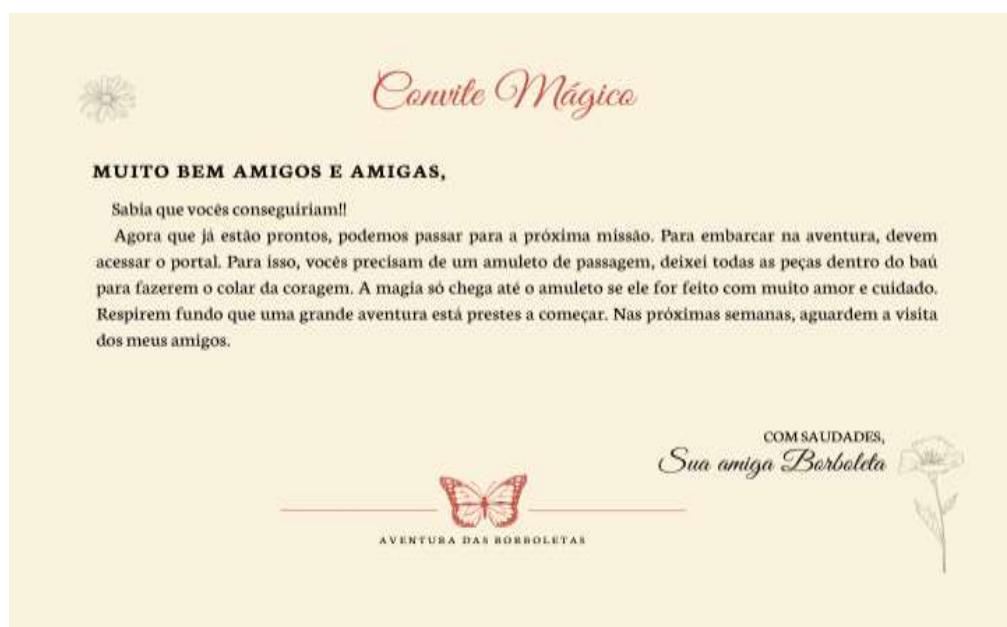 Convite Mágico
MUITO BEM AMIGOS E AMIGAS,
Sabia que vocês conseguiriam!!
Agora que já estão prontos, podemos passar para a próxima missão. Para embarcar na aventura, devem
acessar o portal. Para isso, vocês precisam de um amuleto de passagem, deixei todas as peças dentro do baú
para fazerem o colar da coragem. A magia só chega até o amuleto se ele for feito com muito amor e cuidado.
Respirem fundo que uma grande aventura está prestes a começar. Nas próximas semanas, aguardem a visita
dos meus amigos.
COM SAUDADES,
Sua amiga Borboleta
AVENTURA DAS BORBOLETAS